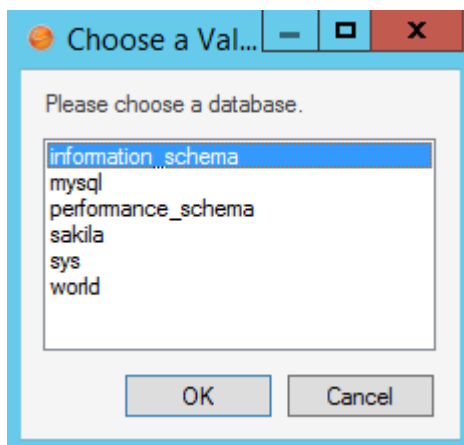 Choose a Val...
Please choose a database.
information_schema
mysql
performance_schema
sakila
sys
world
OK
Cancel